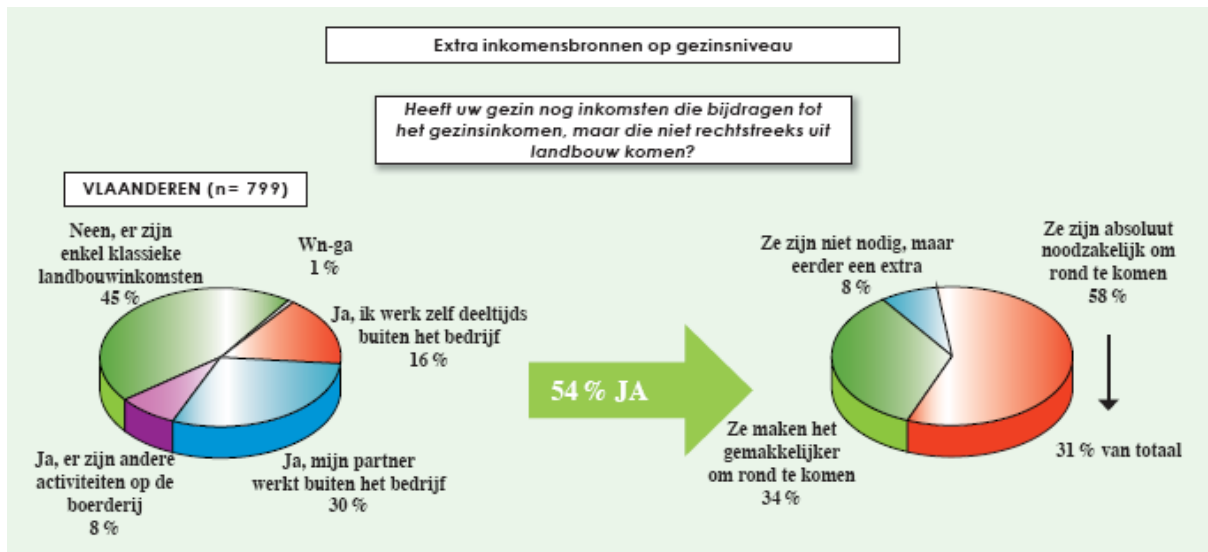 Extra inkomensbronnen op gezinsniveau
Heeft uw gezin nog inkomsten die bijdragen tot
het gezinsinkomen, maar die niet rechtstreeks uit
landbouw komen?
VLAANDEREN (n= 799)
Neen, er zijn
enkel klassieke
landbouwinkomsten
45 %
Wn-ga
1 %
Ja, ik werk zelf deeltijds
buiten het bedrijf
16 %
Ja, mijn partner
werkt buiten het bedrijf
30 %
Ja, er zijn andere
activiteiten op de
boerderij
8 %
54 % JA
Ze zijn niet nodig, maar
eerder een extra
8 %
Ze zijn absoluut
noodzakelijk om
rond te komen
58 %
31 % van totaal
Ze maken het
gemakkelijker
om rond te komen
34 %